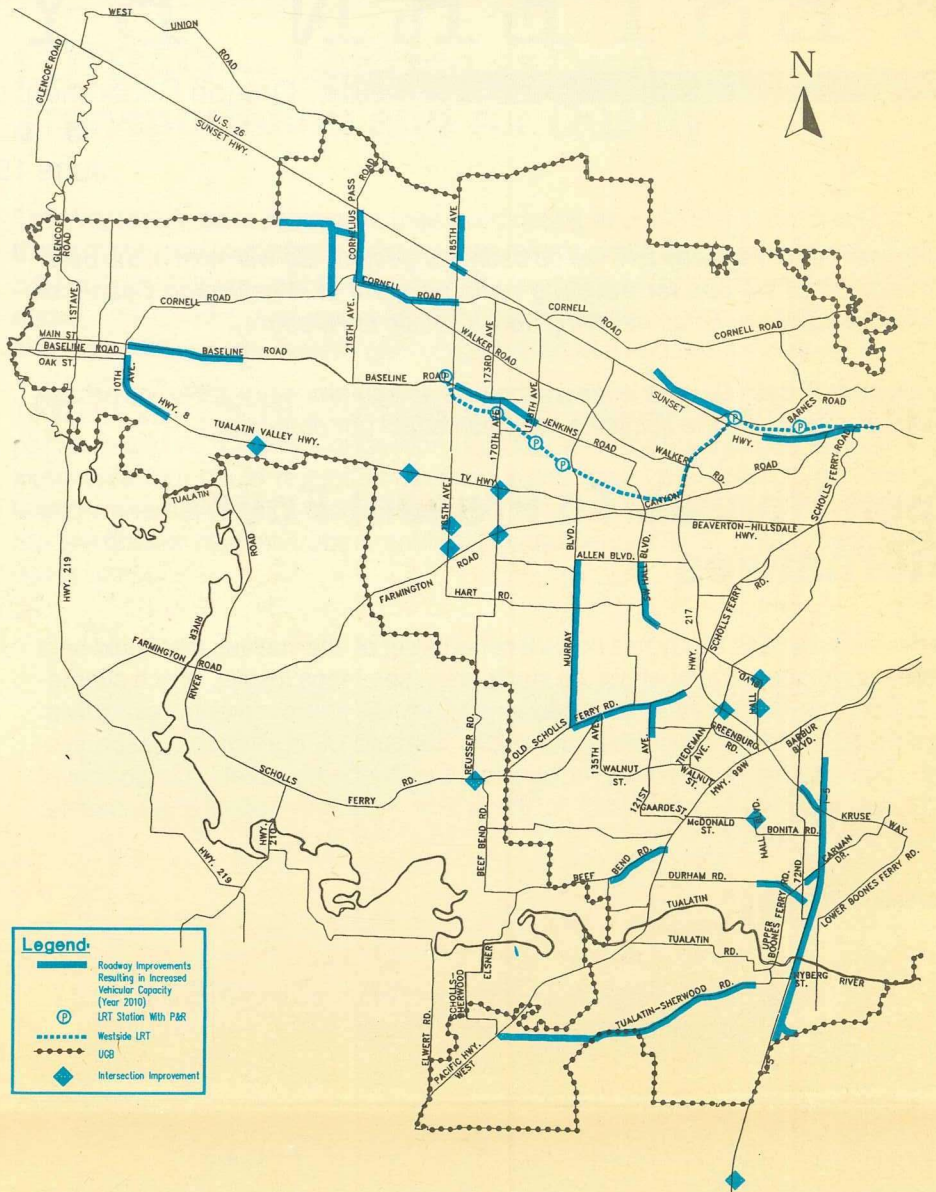 WEST
UNION
ROAD
GLENCOE ROAD
N
U.S. 26
SUNSET HWY.
CORNELIUS PASS
ROAD
185TH AVE.
GLENCOE
ROAD
1ST AVE.
CORNELL ROAD
216TH AVE.
CORNELL ROAD
CORNELL
ROAD
CORNELL ROAD
MAIN ST.
BASELINE ROAD
OAK ST.
BASELINE ROAD
WALKER ROAD
173RD AVE
10TH
AVE.
BASELINE ROAD
P
158TH AVE.
SUNSET
HWY.
BARNES ROAD
P
P
HWY. 8
TUALATIN VALLEY HWY.
170TH AVE.
P
JENKINS
ROAD
P
P
WALKER
RD.
CANYON
ROAD
SCHOLLS FERRY ROAD
TUALATIN
TV HWY.
185TH AVE.
BEAVERTON-HILLSDALE
HWY.
BLVD.
ALLEN BLVD.
SW HALL BLVD.
HWY. 219
ROAD
RIVER
FARMINGTON ROAD
HART RD.
MURRAY
217
HWY.
SCHOLLS FERRY RD.
FARMINGTON
ROAD
RIVER
HALL
BLVD.
REUSSER RD.
OLD SCHOLLS FERRY RD.
135TH AVE.
AVE.
TIEDEMAN
AVE.
GREENBURG
RD.
BARBUR
BLVD.
SCHOLLS
FERRY
RD.
WALNUT
ST.
WALNUT
ST.
HWY. 99W
121ST
GAARDE ST.
McDONALD
ST.
HALL BLVD.
BONITA RD.
I-5
KRUSE WAY
HWY.
210
HWY. 219
BEEF BEND RD.
BEEF BEND RD.
DURHAM RD.
72ND
CARMAN
DR.
LOWER BOONES FERRY RD.
UPPER
BOONES FERRY RD.
TUALATIN
TUALATIN
RD.
NYBERG
ST.
RIVER
ELSNER
SCHOLLS-
SHERWOOD
ELWERT RD.
TUALATIN-SHERWOOD RD.
PACIFIC HWY.
WEST
I-5
Legend:
Roadway Improvements
Resulting in Increased
Vehicular Capacity
(Year 2010)
P LRT Station With P&R
Westside LRT
UGB
Intersection Improvement